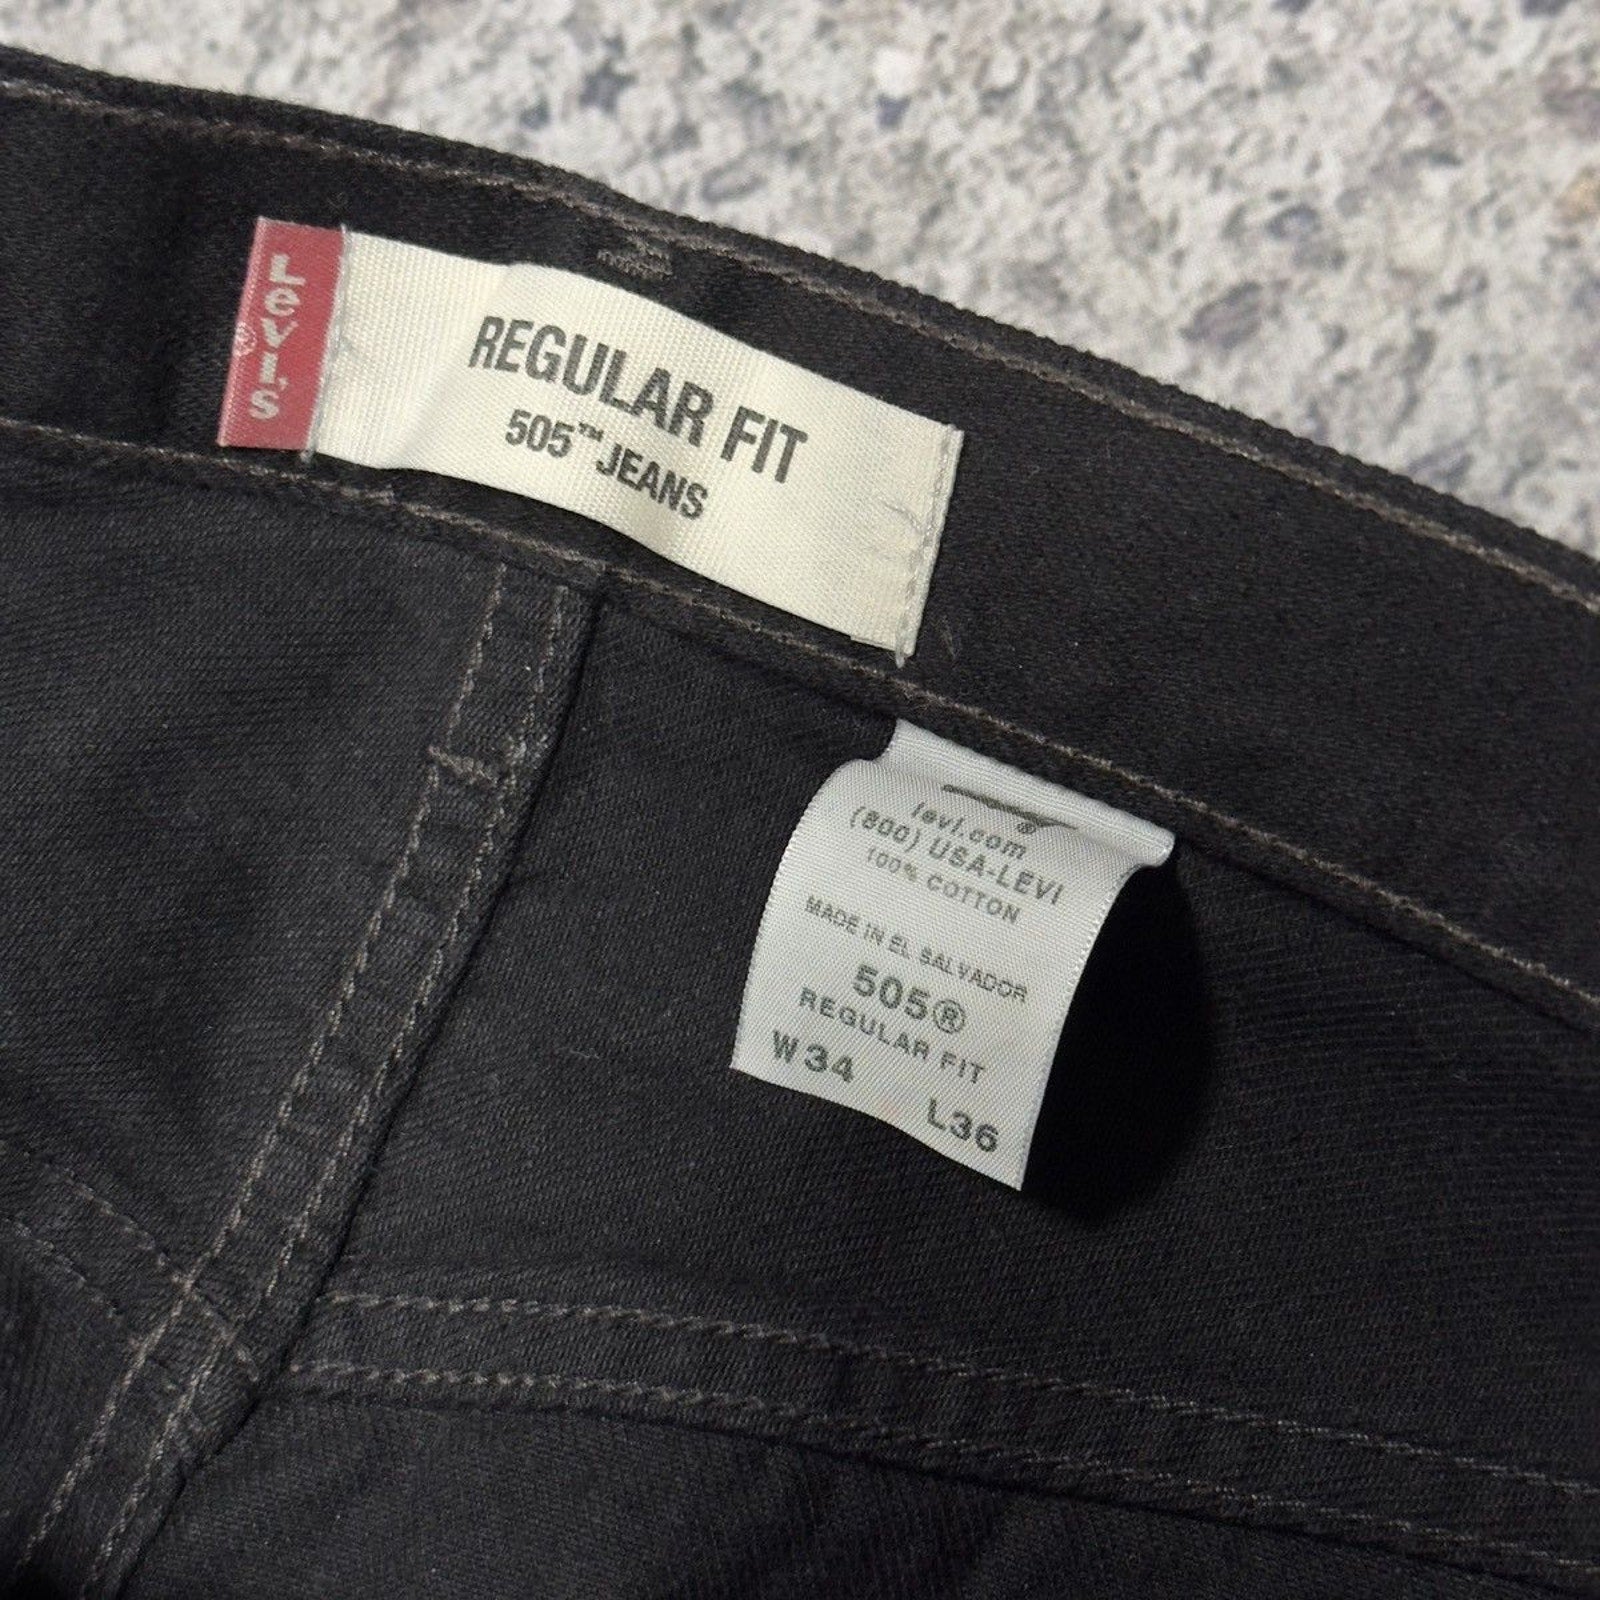 Levi's
®
REGULAR FIT
505™ JEANS
®
levi.com
(800) USA-LEVI
100% COTTON
MADE IN EL SALVADOR
505®
REGULAR FIT
W34
L36